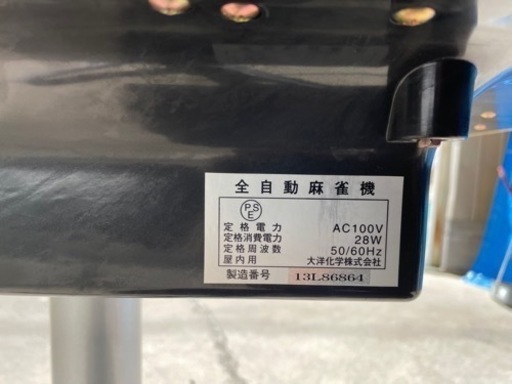 全自動麻雀機
PSE
定格電力 AC100V
定格消費電力 28W
定格周波数 50/60Hz
屋内用 大洋化学株式会社
製造番号 13L86864